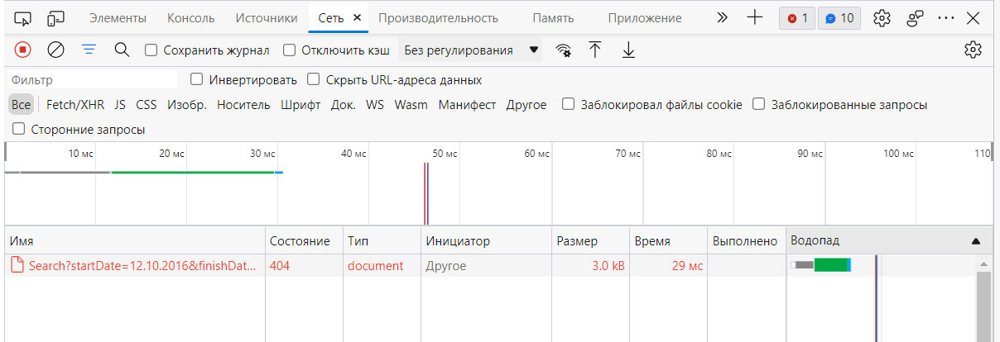 Элементы Консоль Источники Сеть Производительность Память Приложение 1 10
Сохранить журнал Отключить кэш Без регулирования
Фильтр Инвертировать Скрыть URL-адреса данных
Все Fetch/XHR JS CSS Изобр. Носитель Шрифт Док. WS Wasm Манифест Другое Заблокировал файлы cookie Заблокированные запросы
Сторонние запросы
10 мс 20 мс 30 мс 40 мс 50 мс 60 мс 70 мс 80 мс 90 мс 100 мс 110
Имя Состояние Тип Инициатор Размер Время Выполнено Водопад
Search?startDate=12.10.2016&finishDat... 404 document Другое 3.0 kB 29 мс